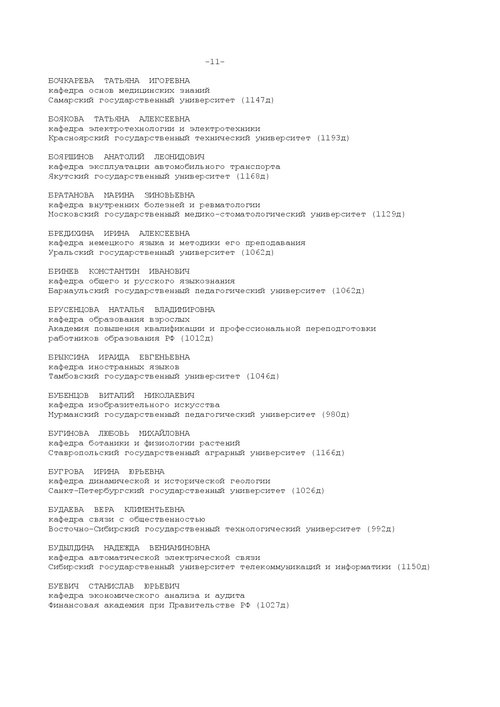 -11-
БОЧКАРЕВА ТАТЬЯНА ИГОРЕВНА
кафедра основ медицинских знаний
Самарский государственный университет (1147д)
БОЯКОВА ТАТЬЯНА АЛЕКСЕЕВНА
кафедра электротехнологии и электротехники
Красноярский государственный технический университет (1193д)
БОЯРШИНОВ АНАТОЛИЙ ЛЕОНИДОВИЧ
кафедра эксплуатации автомобильного транспорта
Якутский государственный университет (1168д)
БРАТАНОВА МАРИНА ЗИНОВЬЕВНА
кафедра внутренних болезней и ревматологии
Московский государственный медико-стоматологический университет (1129д)
БРЕДИХИНА ИРИНА АЛЕКСЕЕВНА
кафедра немецкого языка и методики его преподавания
Уральский государственный университет (1062д)
БРИНЕВ КОНСТАНТИН ИВАНОВИЧ
кафедра общего и русского языкознания
Барнаульский государственный педагогический университет (1062д)
БРУСЕНЦОВА НАТАЛЬЯ ВЛАДИМИРОВНА
кафедра образования взрослых
Академия повышения квалификации и профессиональной переподготовки
работников образования РФ (1012д)
БРЫКСИНА ИРАИДА ЕВГЕНЬЕВНА
кафедра иностранных языков
Тамбовский государственный университет (1046д)
БУБЕНЦОВ ВИТАЛИЙ НИКОЛАЕВИЧ
кафедра изобразительного искусства
Мурманский государственный педагогический университет (980д)
БУГИНОВА ЛЮБОВЬ МИХАЙЛОВНА
кафедра ботаники и физиологии растений
Ставропольский государственный аграрный университет (1166д)
БУГРОВА ИРИНА ЮРЬЕВНА
кафедра динамической и исторической геологии
Санкт-Петербургский государственный университет (1026д)
БУДАЕВА ВЕРА КЛИМЕНТЬЕВНА
кафедра связи с общественностью
Восточно-Сибирский государственный технологический университет (992д)
БУДЫЛДИНА НАДЕЖДА ВЕНИАМИНОВНА
кафедра автоматической электрической связи
Сибирский государственный университет телекоммуникаций и информатики (1150д)
БУЕВИЧ СТАНИСЛАВ ЮРЬЕВИЧ
кафедра экономического анализа и аудита
Финансовая академия при Правительстве РФ (1027д)